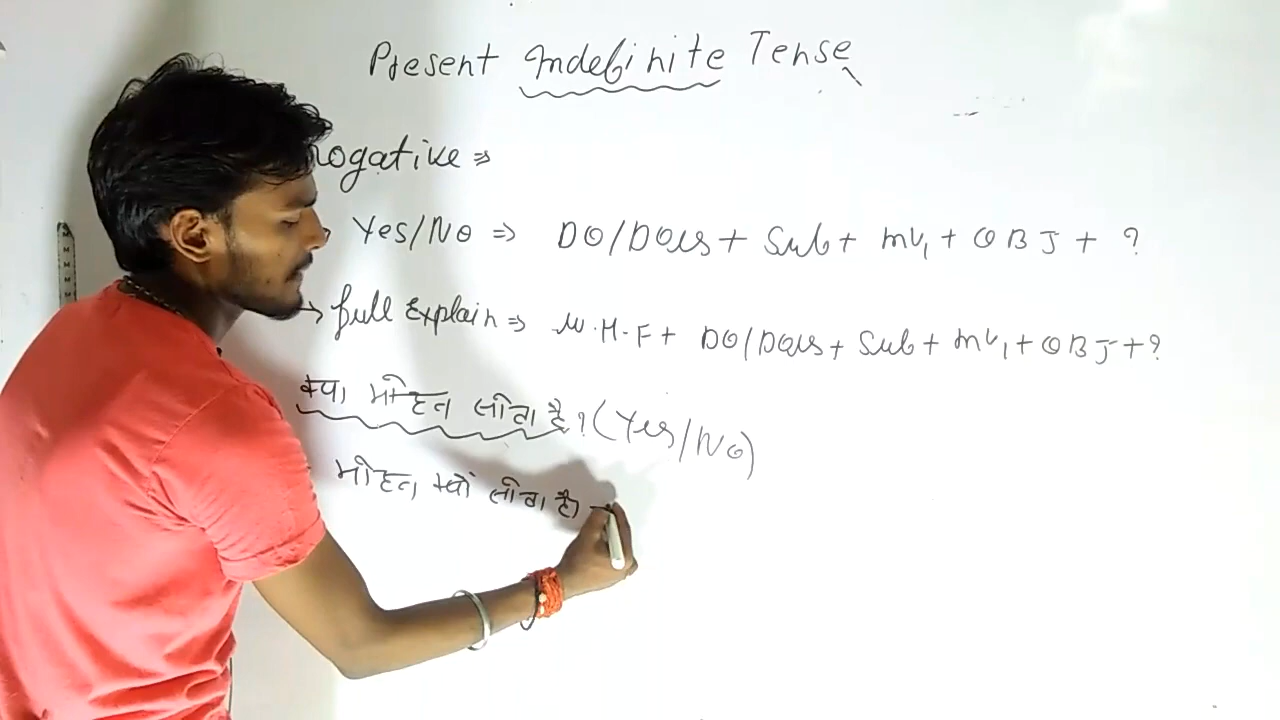 Present Indefinite Tense
rogative ⇒
Yes/No ⇒ DO/DOes + Sub + mv₁ + OBJ + ?
→ full Explain ⇒ W.H.F + DO/DOes + Sub + mv₁ + OBJ + ?
क्या मोहन सोता है? (Yes/No)
मोहन क्यों सोता है